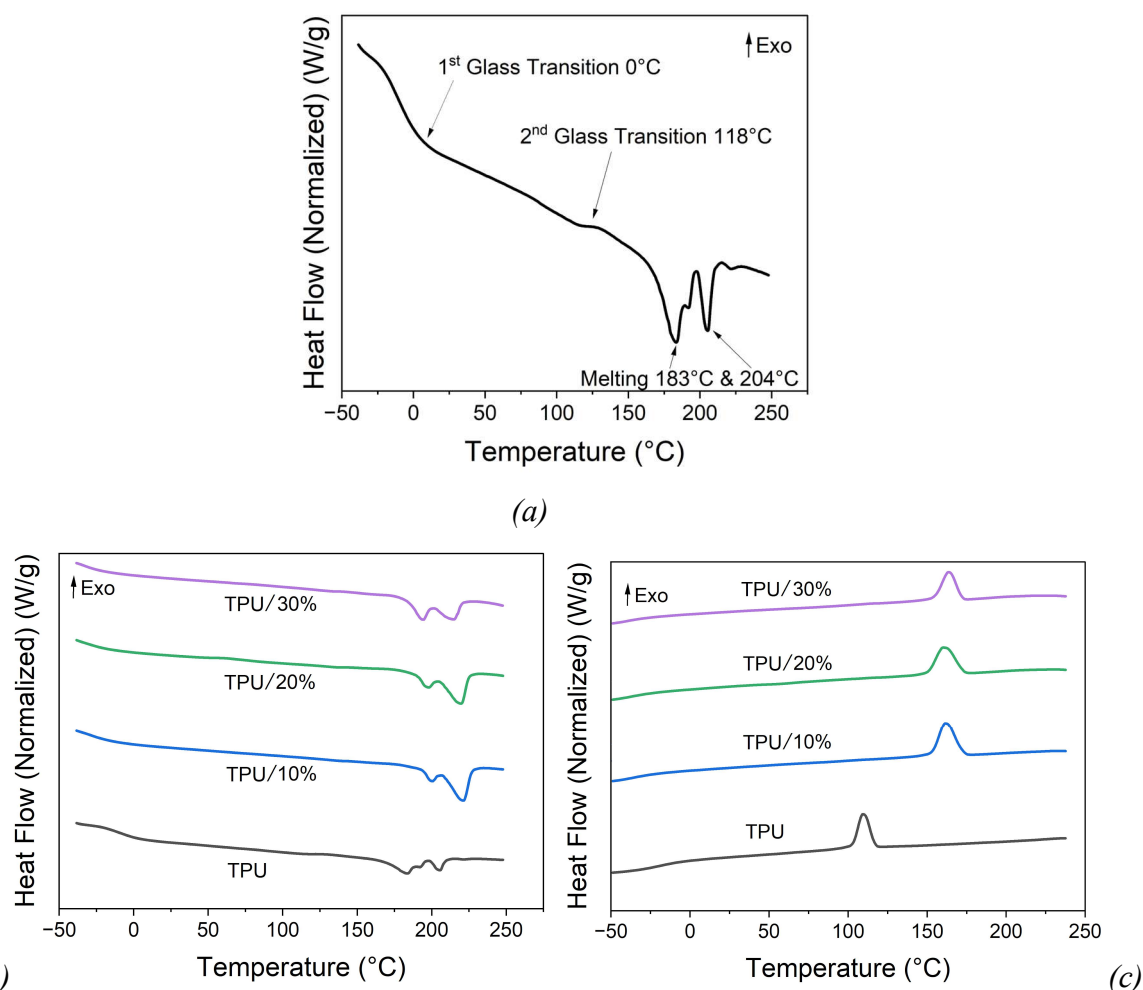 Heat Flow (Normalized) (W/g)
Exo
1st Glass Transition 0°C
2nd Glass Transition 118°C
Melting 183°C & 204°C
−50 0 50 100 150 200 250
Temperature (°C)
(a)
Heat Flow (Normalized) (W/g)
Exo
TPU/30%
TPU/20%
TPU/10%
TPU
−50 0 50 100 150 200 250
Temperature (°C)
)
Heat Flow (Normalized) (W/g)
Exo
TPU/30%
TPU/20%
TPU/10%
TPU
−50 0 50 100 150 200 250
Temperature (°C)
(c)